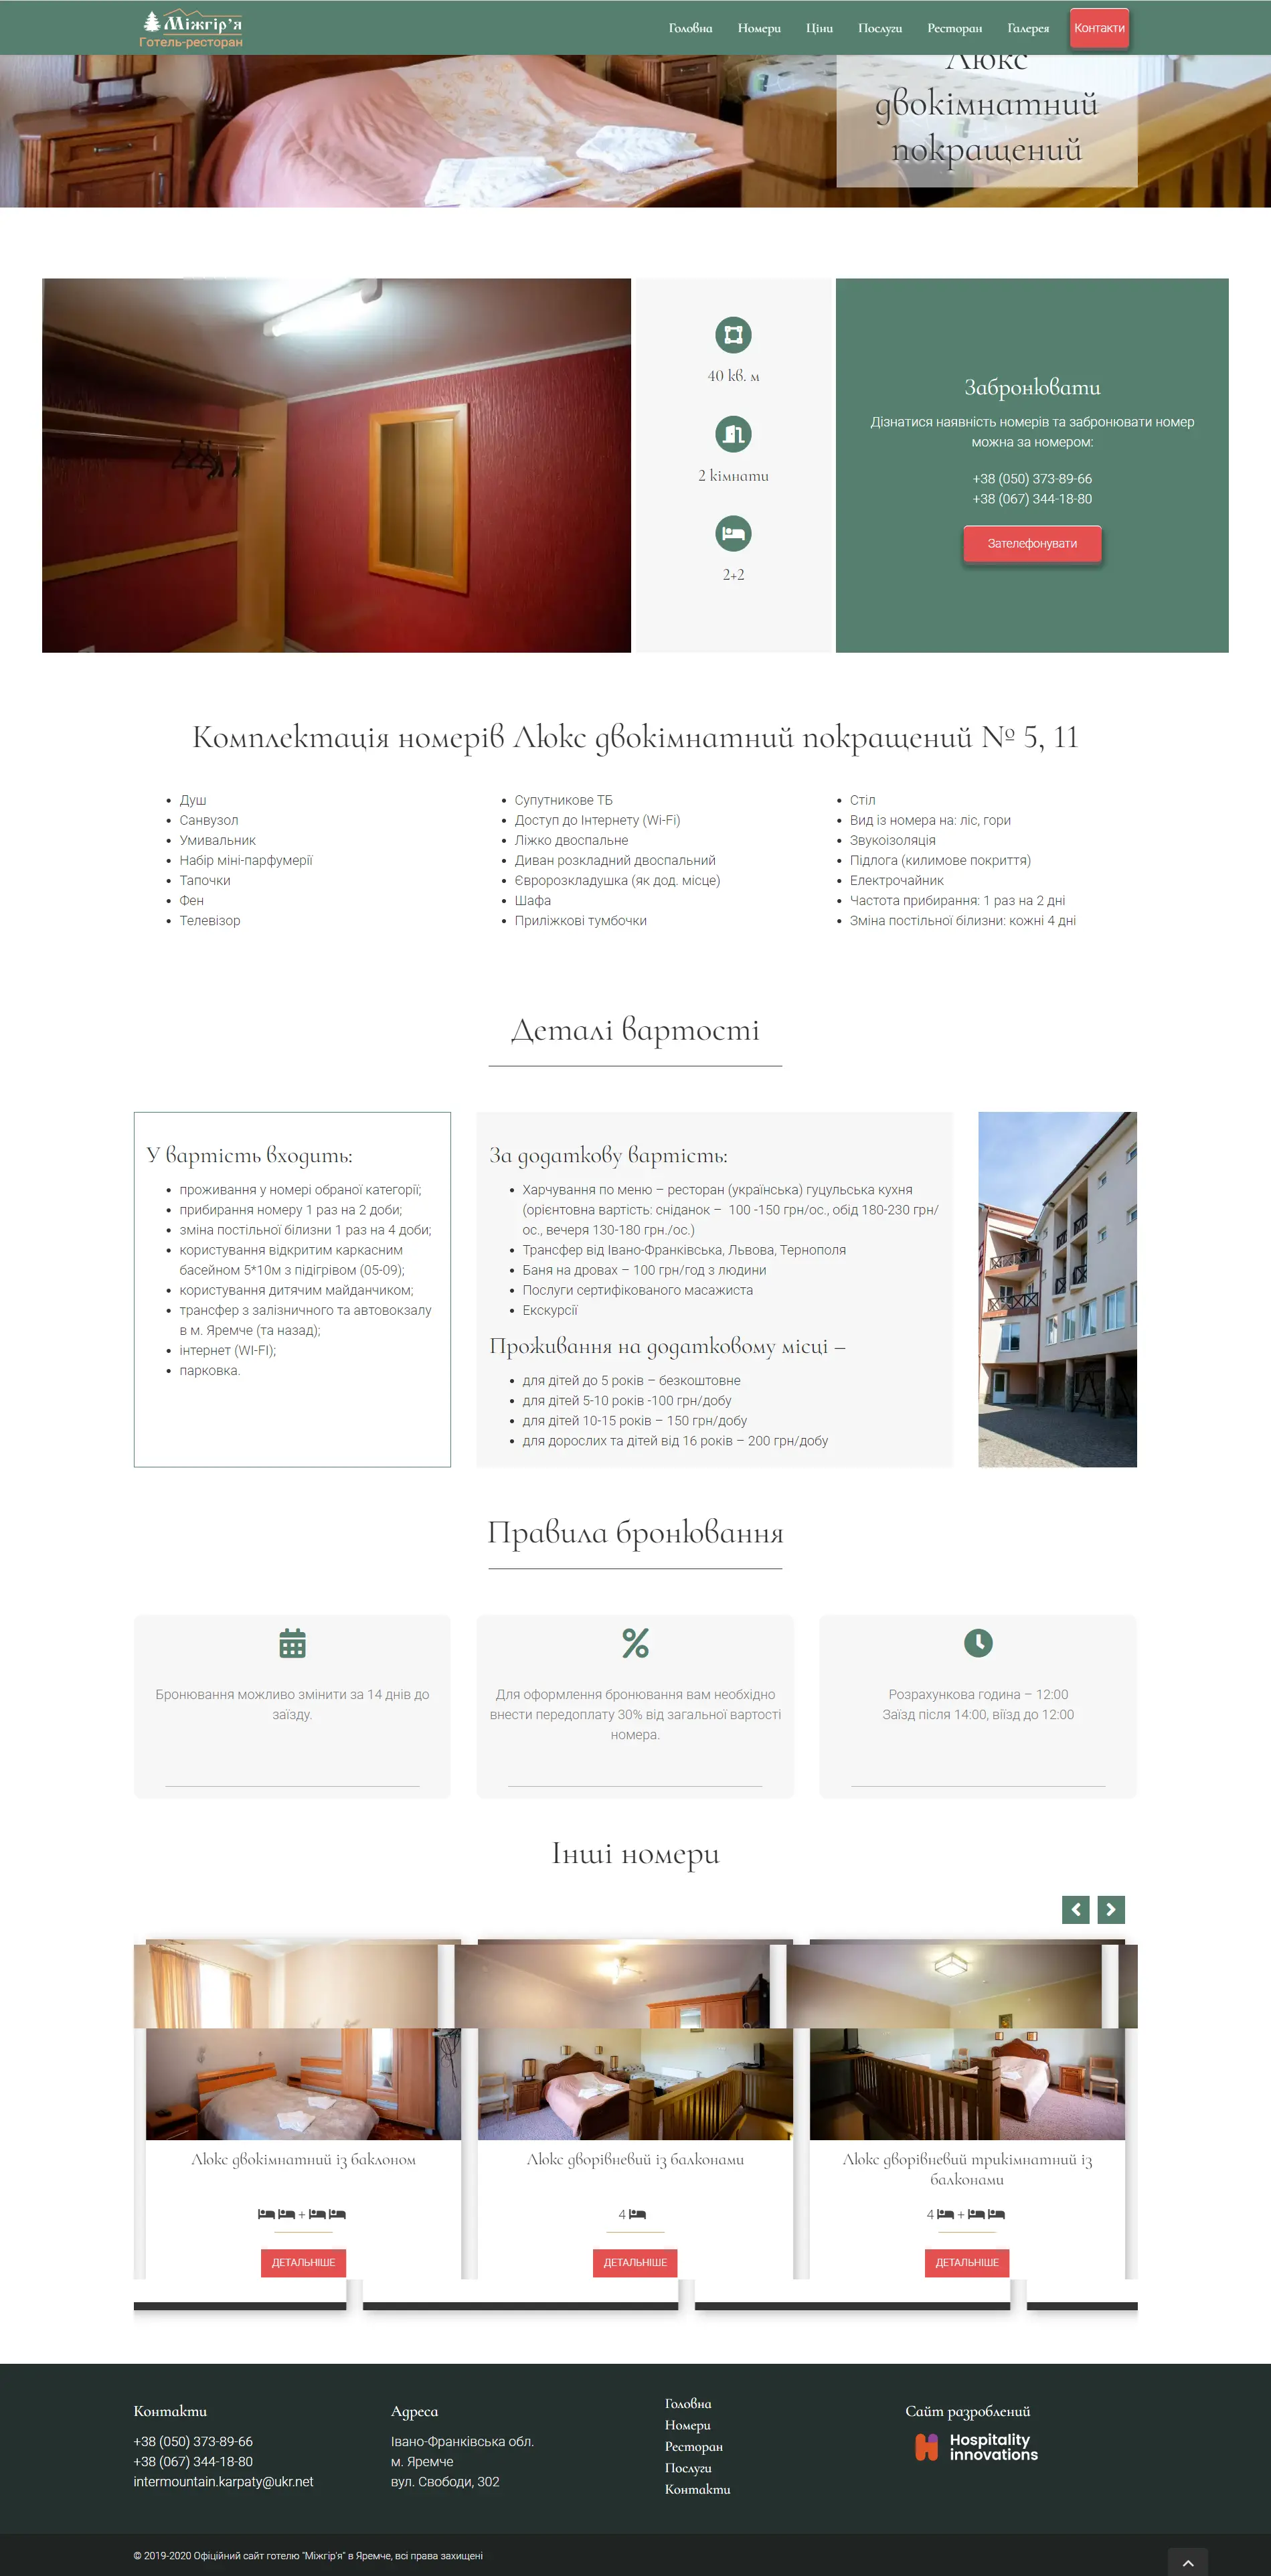 Міжгір'я
Готель-ресторан
Головна
Номери
Ціни
Послуги
Ресторан
Галерея
Контакти
Люкс
двокімнатний
покращений
40 кв. м
2 кімнати
2+2
Забронювати
Дізнатися наявність номерів та забронювати номер
можна за номером:
+38 (050) 373-89-66
+38 (067) 344-18-80
Зателефонувати
Комплектація номерів Люкс двокімнатний покращений № 5, 11
Душ
Санвузол
Умивальник
Набір міні-парфумерії
Тапочки
Фен
Телевізор
Супутникове ТБ
Доступ до Інтернету (Wi-Fi)
Ліжко двоспальне
Диван розкладний двоспальний
Євророзкладушка (як дод. місце)
Шафа
Приліжкові тумбочки
Стіл
Вид із номера на: ліс, гори
Звукоізоляція
Підлога (килимове покриття)
Електрочайник
Частота прибирання: 1 раз на 2 дні
Зміна постільної білизни: кожні 4 дні
Деталі вартості
У вартість входить:
проживання у номері обраної категорії;
прибирання номеру 1 раз на 2 доби;
зміна постільної білизни 1 раз на 4 доби;
користування відкритим каркасним
басейном 5*10м з підігрівом (05-09);
користування дитячим майданчиком;
трансфер з залізничного та автовокзалу
в м. Яремче (та назад);
інтернет (WI-FI);
парковка.
За додаткову вартість:
Харчування по меню – ресторан (українська) гуцульська кухня
(орієнтовна вартість: сніданок – 100 -150 грн/ос., обід 180-230 грн/
ос., вечеря 130-180 грн./ос.)
Трансфер від Івано-Франківська, Львова, Тернополя
Баня на дровах – 100 грн/год з людини
Послуги сертифікованого масажиста
Екскурсії
Проживання на додатковому місці –
для дітей до 5 років – безкоштовне
для дітей 5-10 років -100 грн/добу
для дітей 10-15 років – 150 грн/добу
для дорослих та дітей від 16 років – 200 грн/добу
Правила бронювання
Бронювання можливо змінити за 14 днів до
заїзду.
Для оформлення бронювання вам необхідно
внести передоплату 30% від загальної вартості
номера.
Розрахункова година – 12:00
Заїзд після 14:00, віїзд до 12:00
Інші номери
Люкс двокімнатний із баклоном
+
ДЕТАЛЬНІШЕ
Люкс дворівневий із балконами
4
ДЕТАЛЬНІШЕ
Люкс дворівневий трикімнатний із
балконами
4 +
ДЕТАЛЬНІШЕ
Контакти
+38 (050) 373-89-66
+38 (067) 344-18-80
intermountain.karpaty@ukr.net
Адреса
Івано-Франківська обл.
м. Яремче
вул. Свободи, 302
Головна
Номери
Ресторан
Послуги
Контакти
Сайт разроблений
Hospitality
innovations
© 2019-2020 Офіційний сайт готелю "Міжгір'я" в Яремче, всі права захищені